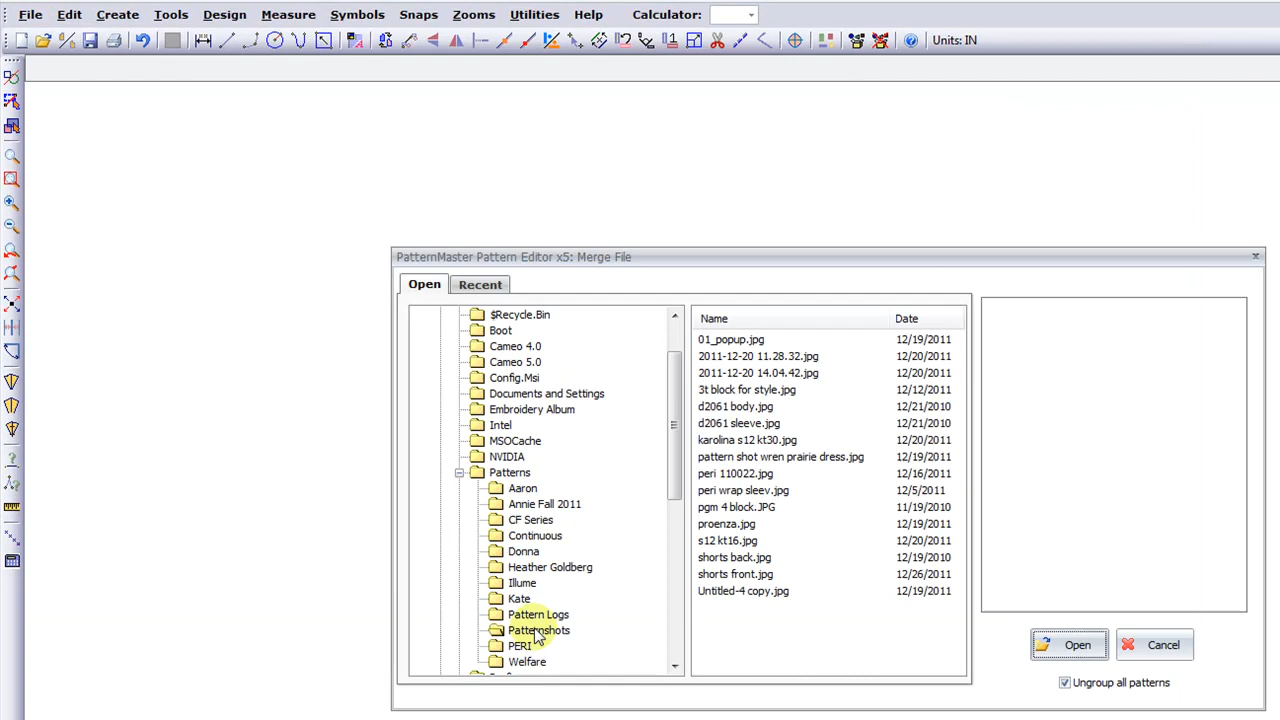 File Edit Create Tools Design Measure Symbols Snaps Zooms Utilities Help Calculator:
Units: IN
PatternMaster Pattern Editor x5: Merge File
Open Recent
$Recycle.Bin
Boot
Cameo 4.0
Cameo 5.0
Config.Msi
Documents and Settings
Embroidery Album
Intel
MSOCache
NVIDIA
Patterns
Aaron
Annie Fall 2011
CF Series
Continuous
Donna
Heather Goldberg
Illume
Kate
Pattern Logs
Patternshots
PERI
Welfare
Name Date
01_popup.jpg 12/19/2011
2011-12-20 11.28.32.jpg 12/20/2011
2011-12-20 14.04.42.jpg 12/20/2011
3t block for style.jpg 12/12/2011
d2061 body.jpg 12/21/2010
d2061 sleeve.jpg 12/21/2010
karolina s12 kt30.jpg 12/20/2011
pattern shot wren prairie dress.jpg 12/19/2011
peri 110022.jpg 12/16/2011
peri wrap sleev.jpg 12/5/2011
pgm 4 block.JPG 11/19/2010
proenza.jpg 12/19/2011
s12 kt16.jpg 12/20/2011
shorts back.jpg 12/19/2010
shorts front.jpg 12/26/2011
Untitled-4 copy.jpg 12/19/2011
Open Cancel
Ungroup all patterns